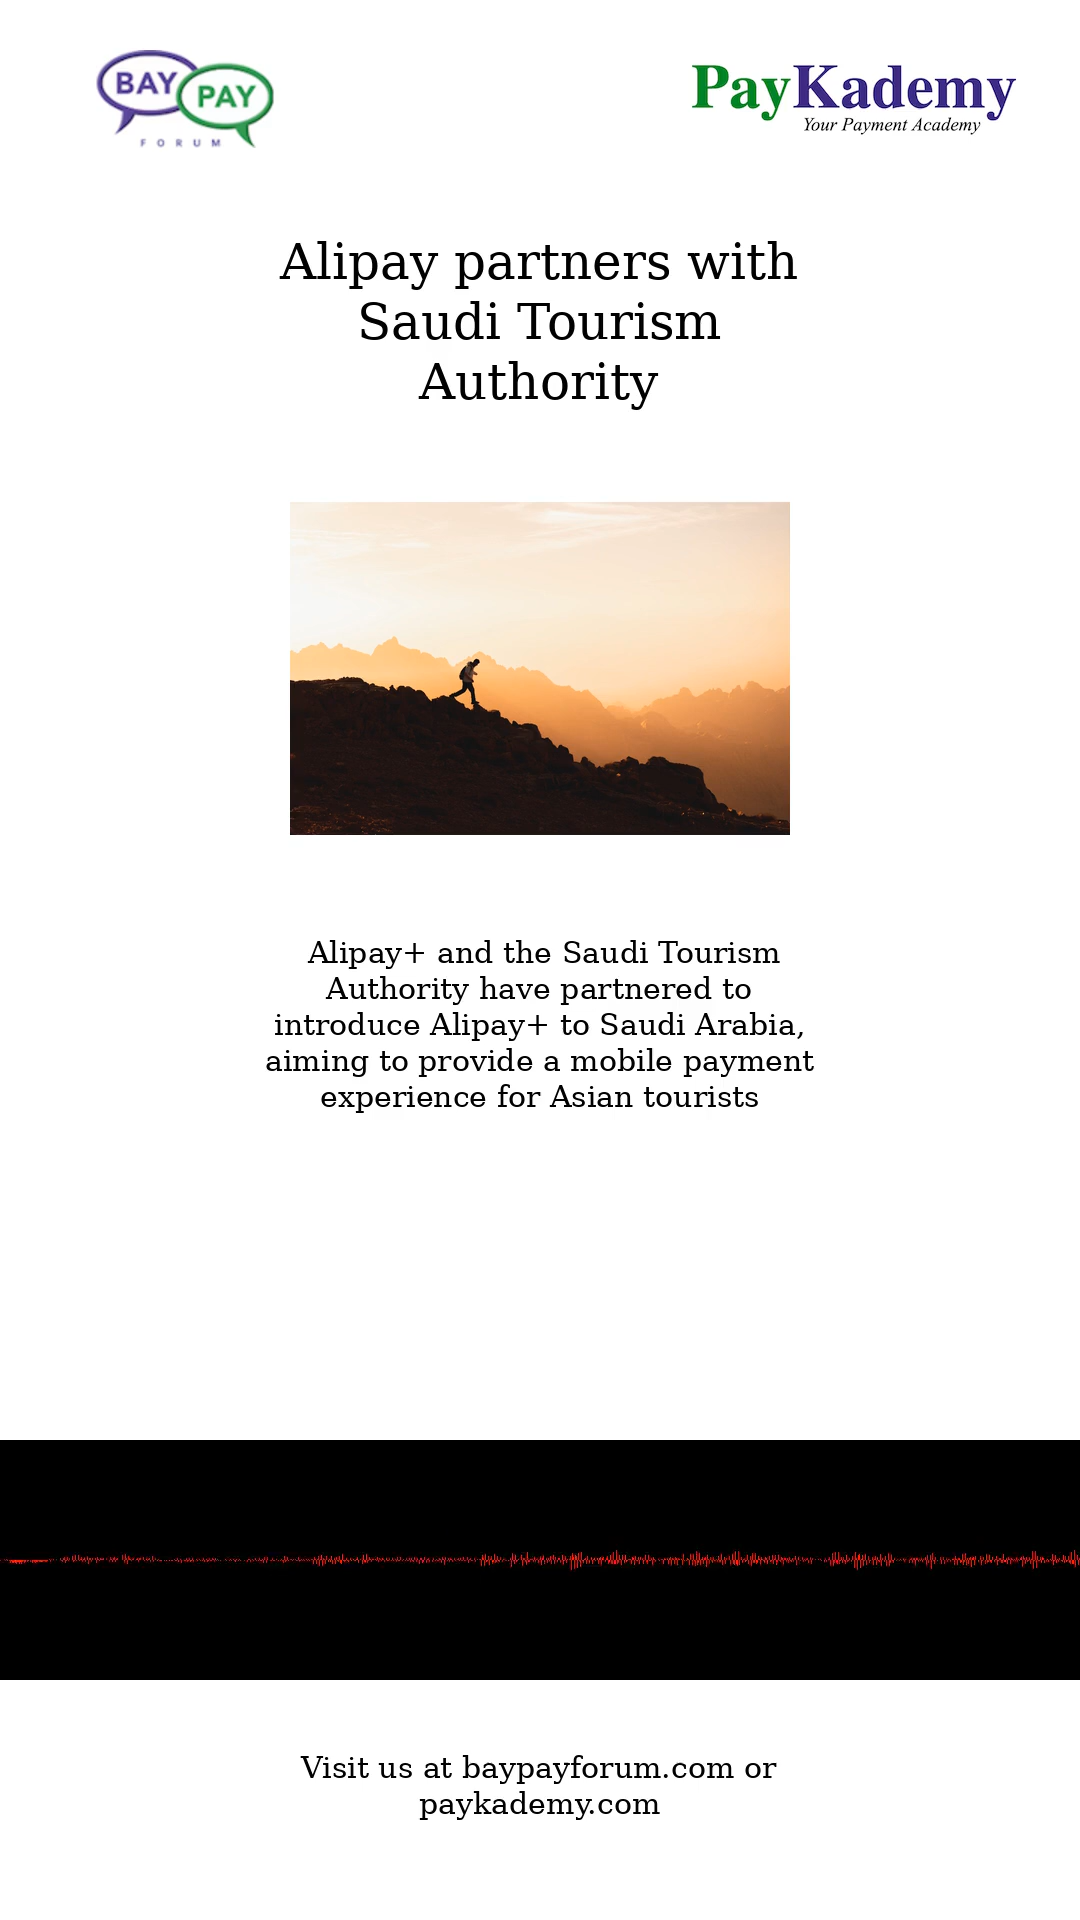 BAY PAY
FORUM
PayKademy
Your Payment Academy
Alipay partners with
Saudi Tourism
Authority
Alipay+ and the Saudi Tourism
Authority have partnered to
introduce Alipay+ to Saudi Arabia,
aiming to provide a mobile payment
experience for Asian tourists
Visit us at baypayforum.com or
paykademy.com